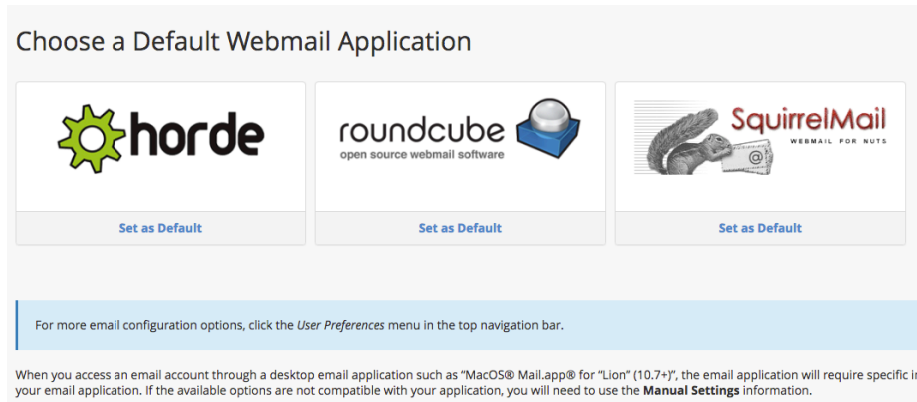 Choose a Default Webmail Application
horde
roundcube
open source webmail software
SquirrelMail
WEBMAIL FOR NUTS
@
Set as Default
Set as Default
Set as Default
For more email configuration options, click the User Preferences menu in the top navigation bar.
When you access an email account through a desktop email application such as “MacOS® Mail.app® for “Lion” (10.7+)”, the email application will require specific
your email application. If the available options are not compatible with your application, you will need to use the Manual Settings information.